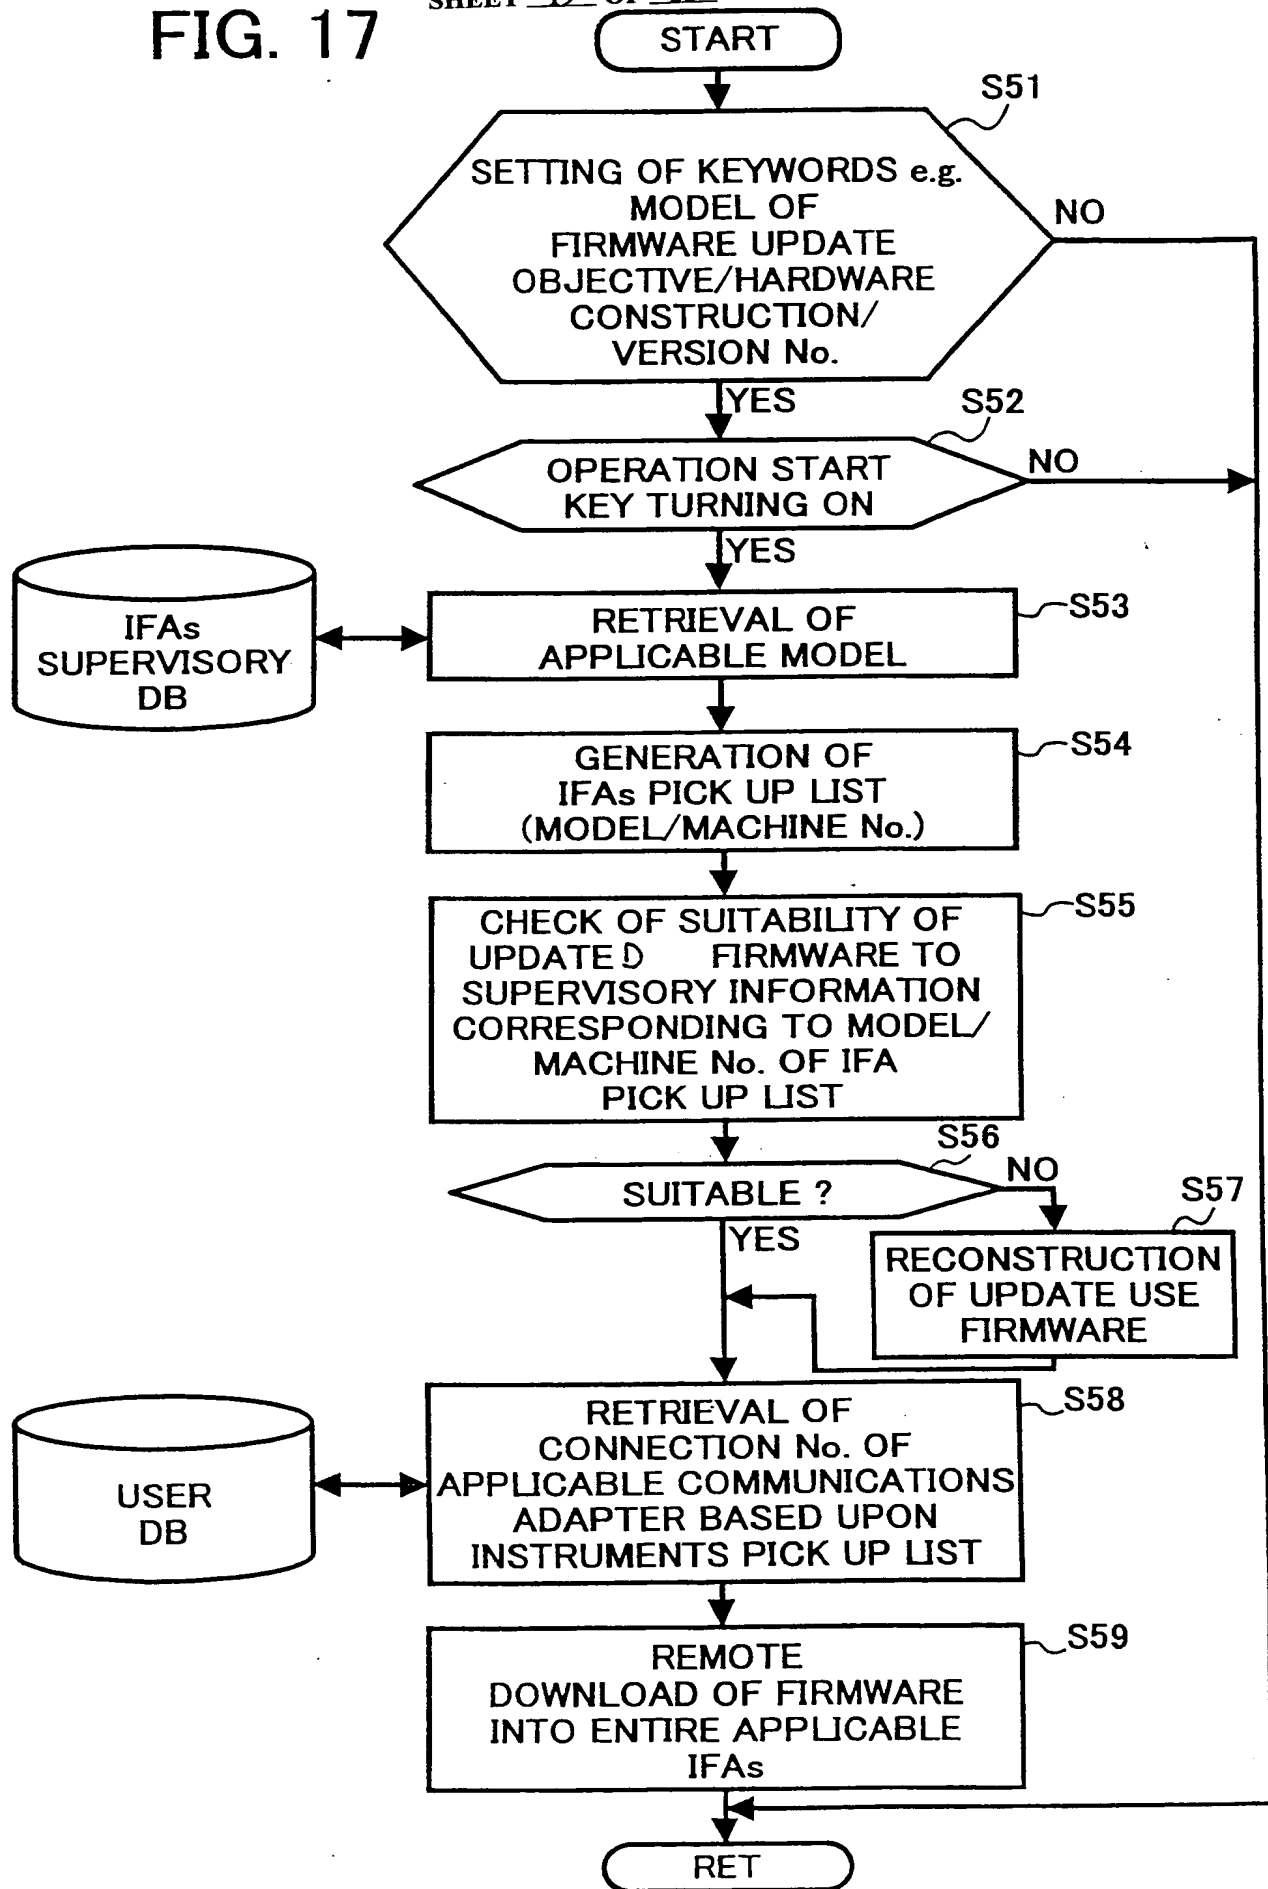 FIG. 17
SHEET OF
START
S51
SETTING OF KEYWORDS e.g.
MODEL OF
FIRMWARE UPDATE
OBJECTIVE/HARDWARE
CONSTRUCTION/
VERSION No.
NO
YES
S52
OPERATION START
KEY TURNING ON
NO
YES
IFAs
SUPERVISORY
DB
S53
RETRIEVAL OF
APPLICABLE MODEL
S54
GENERATION OF
IFAs PICK UP LIST
(MODEL/MACHINE No.)
S55
CHECK OF SUITABILITY OF
UPDATED FIRMWARE TO
SUPERVISORY INFORMATION
CORRESPONDING TO MODEL/
MACHINE No. OF IFA
PICK UP LIST
S56
SUITABLE ?
NO
YES
S57
RECONSTRUCTION
OF UPDATE USE
FIRMWARE
S58
RETRIEVAL OF
CONNECTION No. OF
APPLICABLE COMMUNICATIONS
ADAPTER BASED UPON
INSTRUMENTS PICK UP LIST
USER
DB
S59
REMOTE
DOWNLOAD OF FIRMWARE
INTO ENTIRE APPLICABLE
IFAs
RET